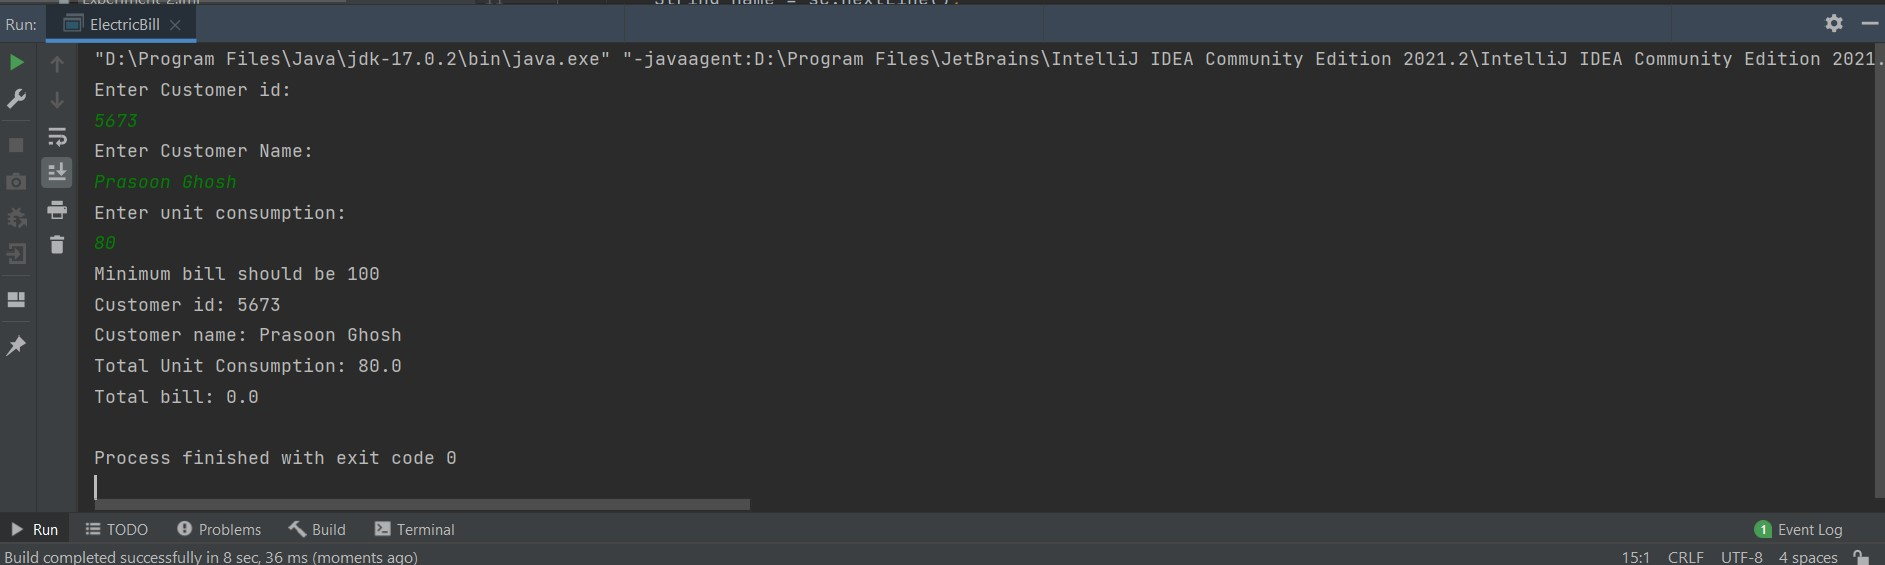 String name = sc.nextLine();
Run: ElectricBill
"D:\Program Files\Java\jdk-17.0.2\bin\java.exe" "-javaagent:D:\Program Files\JetBrains\IntelliJ IDEA Community Edition 2021.2\IntelliJ IDEA Community Edition 2021.
Enter Customer id:
5673
Enter Customer Name:
Prasoon Ghosh
Enter unit consumption:
80
Minimum bill should be 100
Customer id: 5673
Customer name: Prasoon Ghosh
Total Unit Consumption: 80.0
Total bill: 0.0
Process finished with exit code 0
Run TODO Problems Build Terminal 1 Event Log
Build completed successfully in 8 sec, 36 ms (moments ago) 15:1 CRLF UTF-8 4 spaces